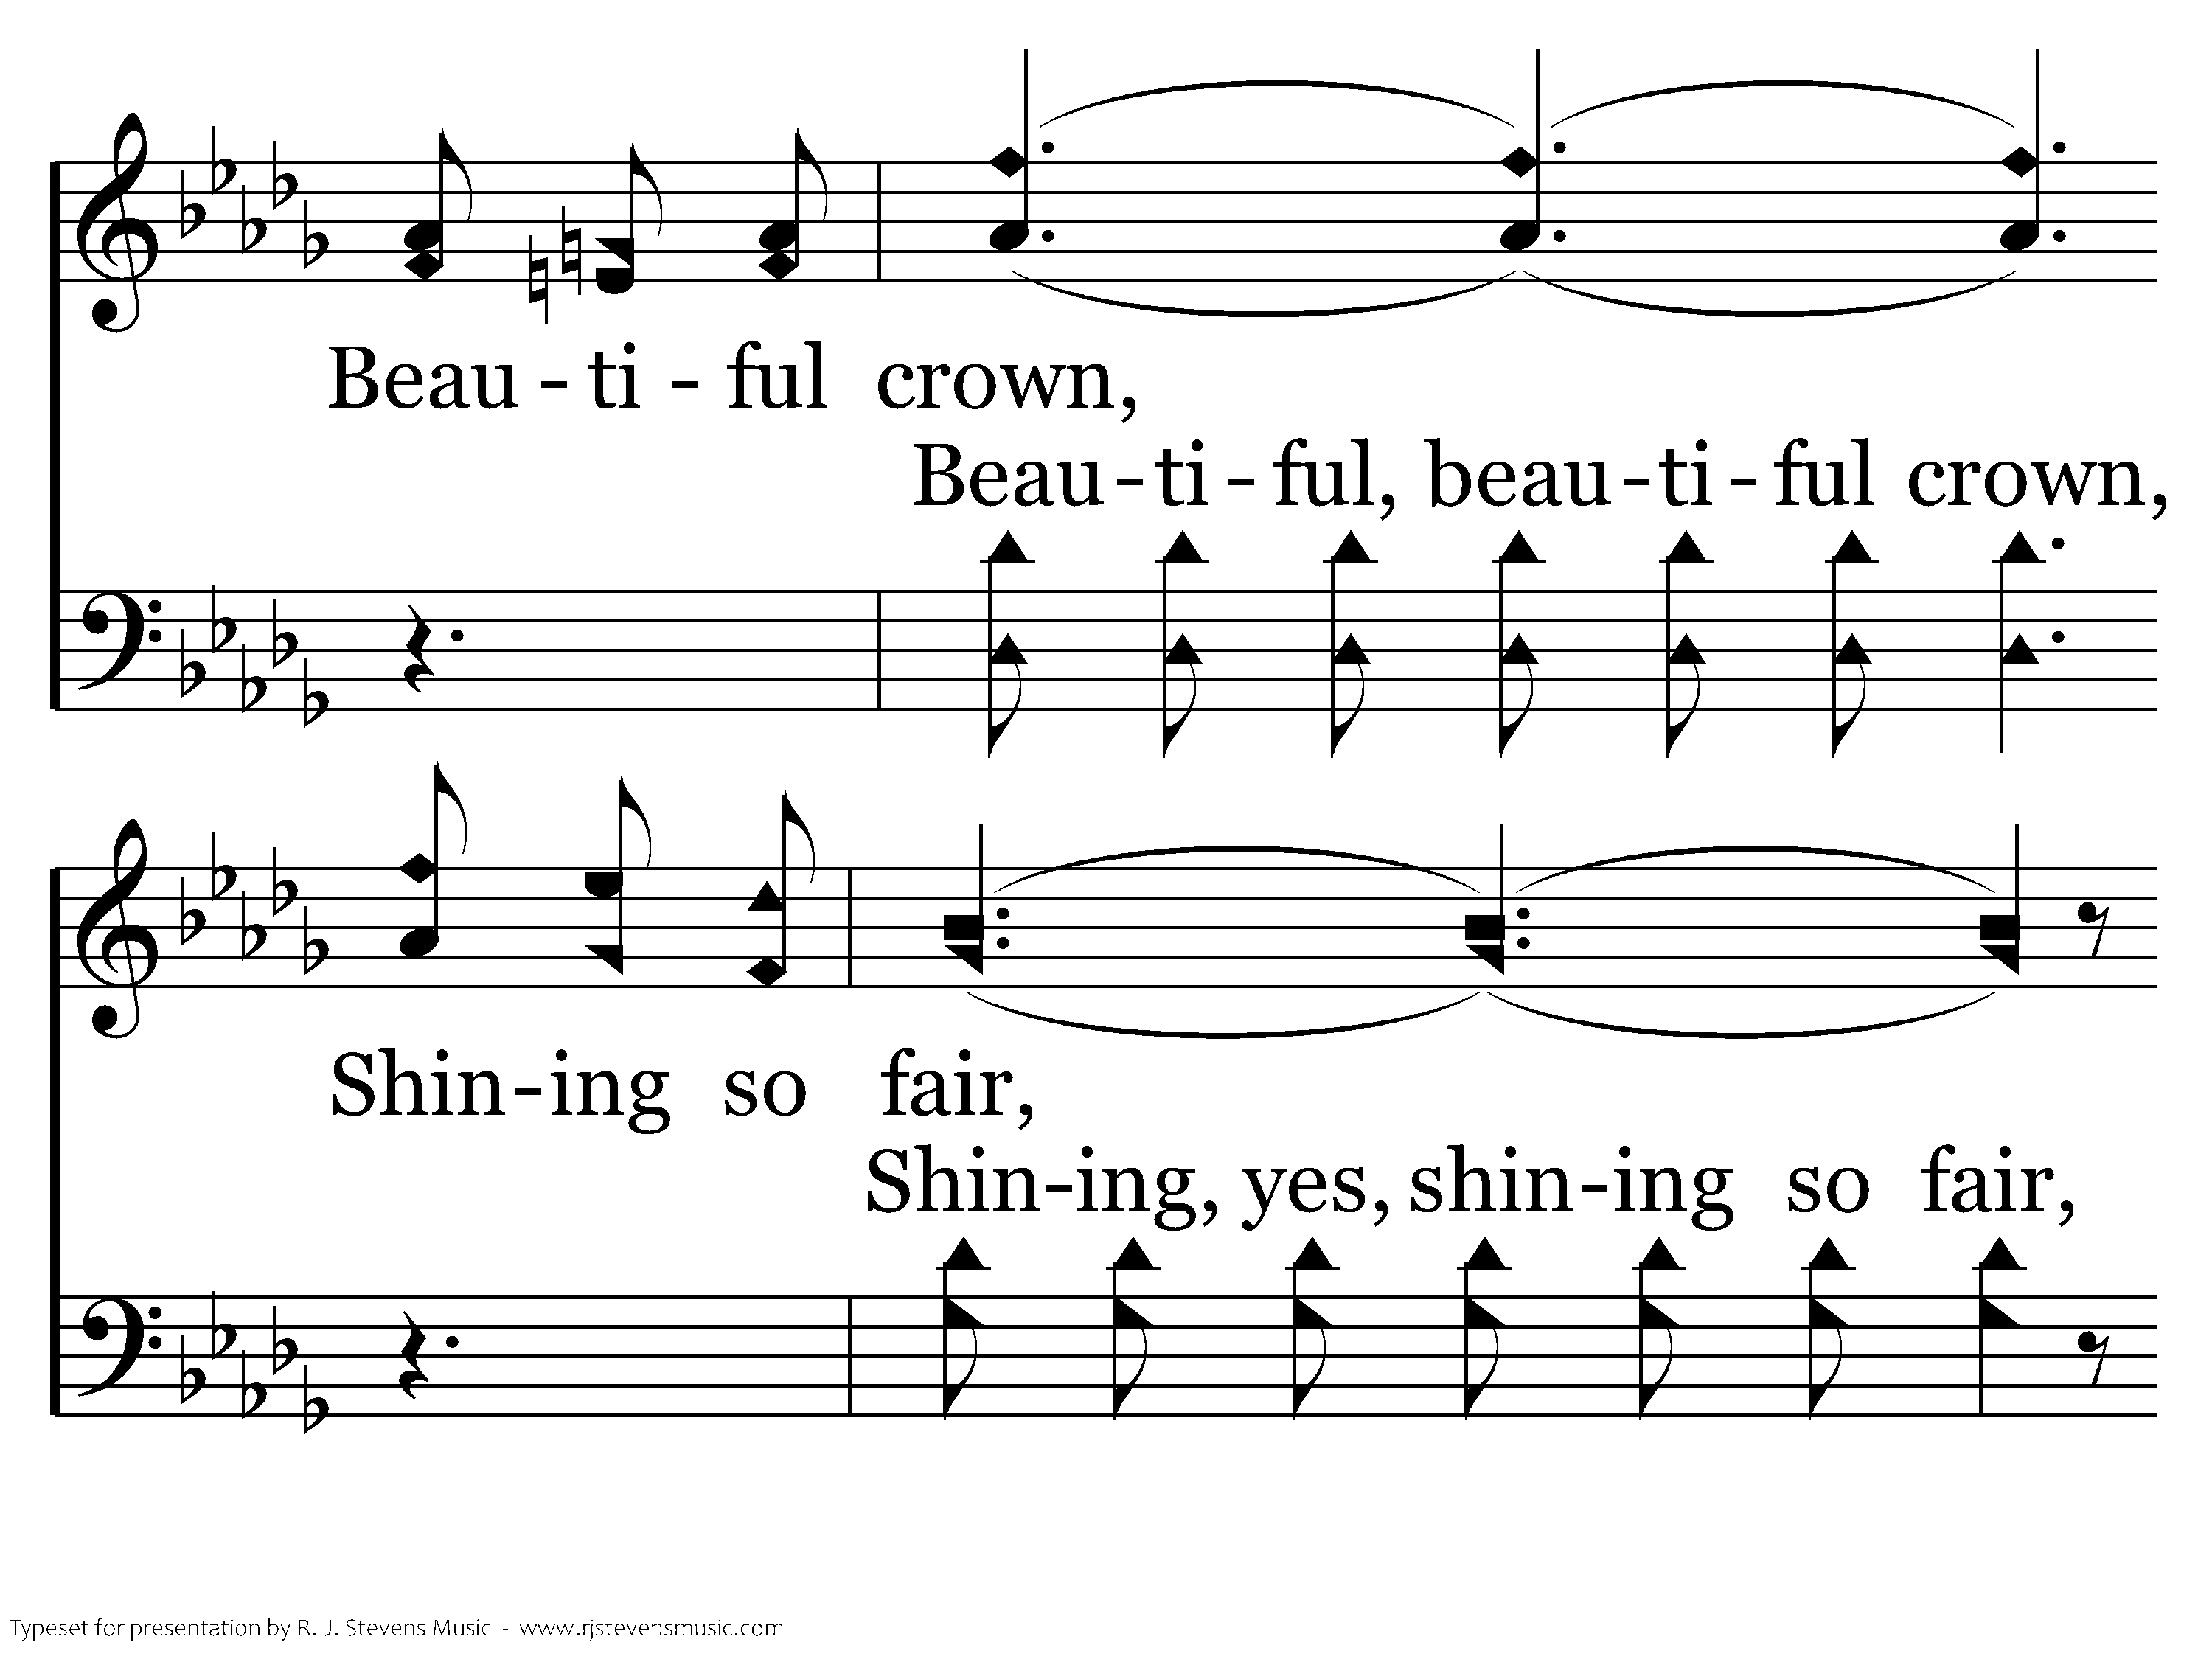 Beau - ti - ful crown,
Beau - ti - ful, beau - ti - ful crown,
Shin - ing so fair,
Shin - ing, yes, shin - ing so fair,
Typeset for presentation by R. J. Stevens Music - www.rjstevensmusic.com